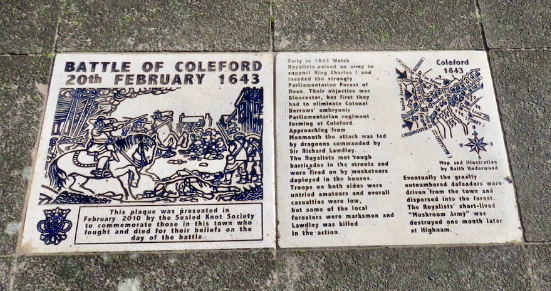 BATTLE OF COLEFORD
20th FEBRUARY 1643
This plaque was presented in
February 2010 by the Sealed Knot Society
to commemorate those in this town who
fought and died for their beliefs on the
day of the battle.
Early in 1643 Welsh
Royalists raised an army to
support King Charles I and
invaded the strongly
Parliamentarian Forest of
Dean. Their objective was
Gloucester, but first they
had to eliminate Colonel
Berrows' embryonic
Parliamentarian regiment
forming at Coleford.
Approaching from
Monmouth the attack was led
by dragoons commanded by
Sir Richard Lawdley.
The Royalists met rough
barricades in the streets and
were fired on by musketeers
deployed in the houses.
Troops on both sides were
untried amateurs and overall
casualties were low,
but some of the local
foresters were marksmen and
Lawdley was killed
in the action.
Coleford
1643
Map and illustration
by Keith Underwood
Eventually the greatly
outnumbered defenders were
driven from the town and
dispersed into the forest.
The Royalists' short-lived
"Mushroom Army" was
destroyed one month later
at Highnam.